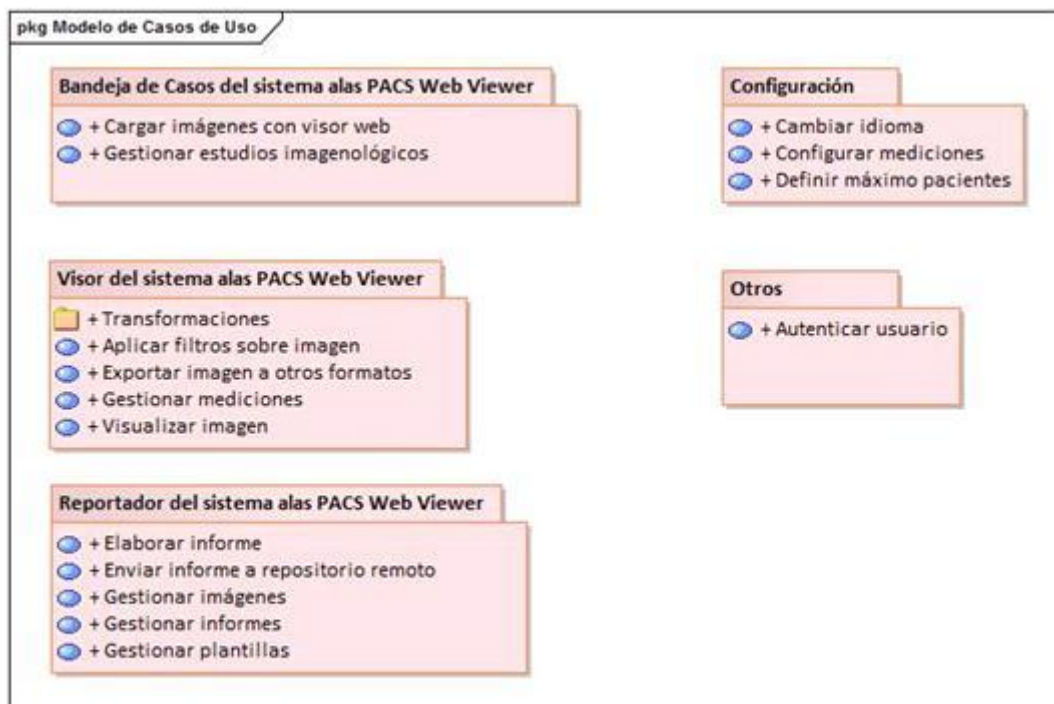 pkg Modelo de Casos de Uso
Bandeja de Casos del sistema alas PACS Web Viewer
+ Cargar imágenes con visor web
+ Gestionar estudios imagenológicos
Configuración
+ Cambiar idioma
+ Configurar mediciones
+ Definir máximo pacientes
Visor del sistema alas PACS Web Viewer
+ Transformaciones
+ Aplicar filtros sobre imagen
+ Exportar imagen a otros formatos
+ Gestionar mediciones
+ Visualizar imagen
Otros
+ Autenticar usuario
Reportador del sistema alas PACS Web Viewer
+ Elaborar informe
+ Enviar informe a repositorio remoto
+ Gestionar imágenes
+ Gestionar informes
+ Gestionar plantillas